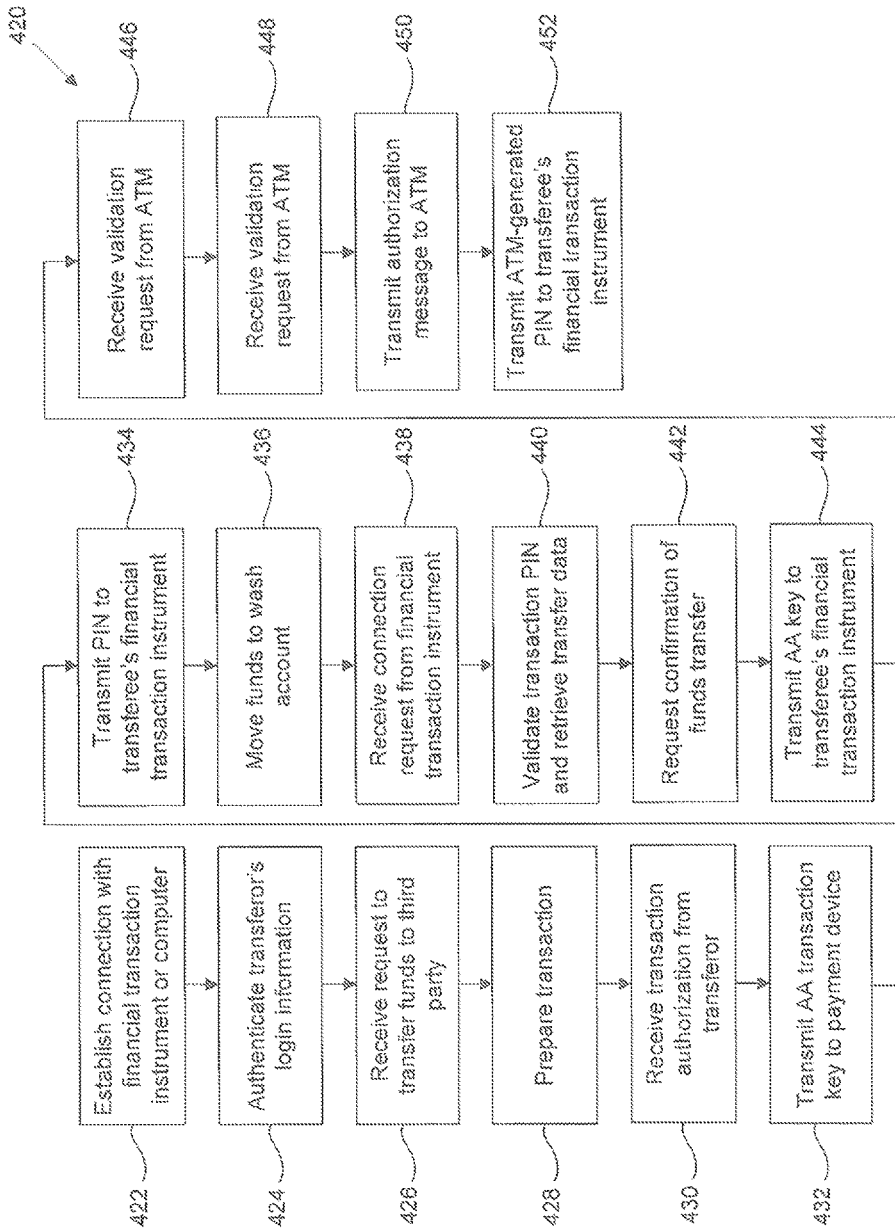 420
Establish connection with
financial transaction
instrument or computer
422
Authenticate transferor's
login information
424
Receive request to
transfer funds to third
party
426
Prepare transaction
428
Receive transaction
authorization from
transferor
430
Transmit AA transaction
key to payment device
432
Transmit PIN to
transferee's financial
transaction instrument
434
Move funds to wash
account
436
Receive connection
request from financial
transaction instrument
438
Validate transaction PIN
and retrieve transfer data
440
Request confirmation of
funds transfer
442
Transmit AA key to
transferee's financial
transaction instrument
444
Receive validation
request from ATM
446
Receive validation
request from ATM
448
Transmit authorization
message to ATM
450
Transmit ATM-generated
PIN to transferee's
financial transaction
instrument
452